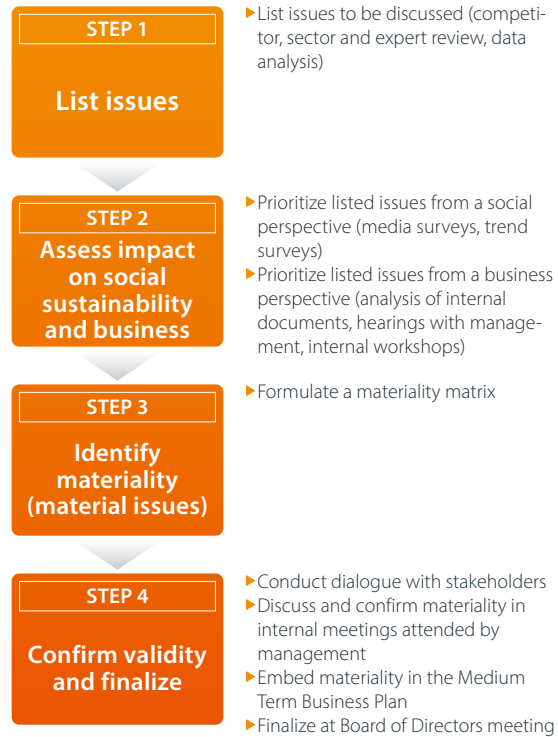 STEP 1
List issues
▶List issues to be discussed (competi-
tor, sector and expert review, data
analysis)
STEP 2
Assess impact
on social
sustainability
and business
▶Prioritize listed issues from a social
perspective (media surveys, trend
surveys)
▶Prioritize listed issues from a business
perspective (analysis of internal
documents, hearings with manage-
ment, internal workshops)
STEP 3
Identify
materiality
(material issues)
▶Formulate a materiality matrix
STEP 4
Confirm validity
and finalize
▶Conduct dialogue with stakeholders
▶Discuss and confirm materiality in
internal meetings attended by
management
▶Embed materiality in the Medium
Term Business Plan
▶Finalize at Board of Directors meeting